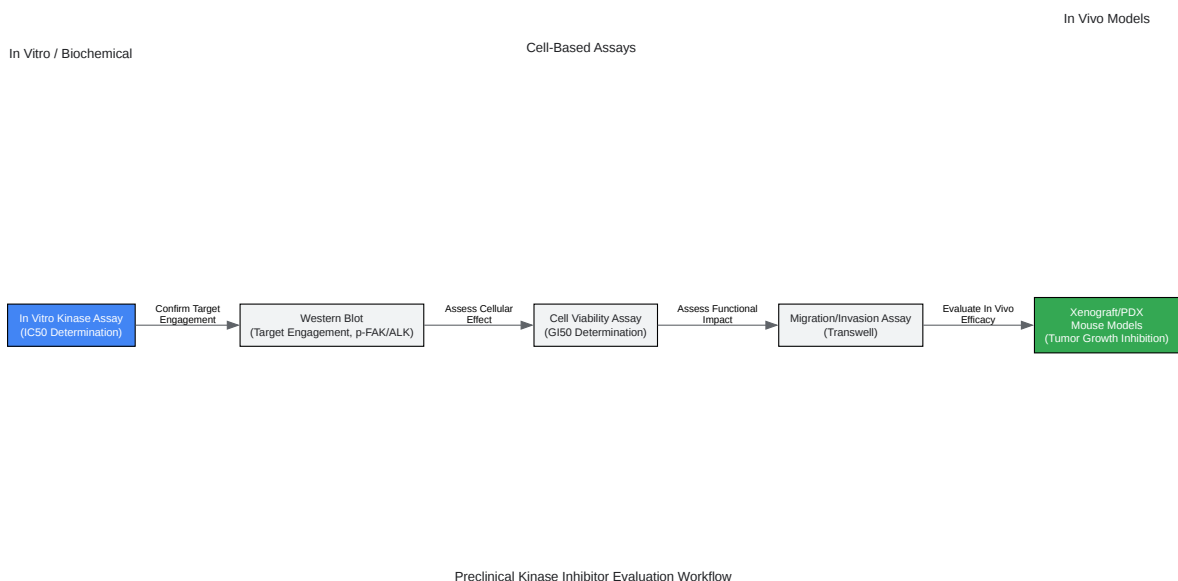 In Vivo Models
Cell-Based Assays
In Vitro / Biochemical
In Vitro Kinase Assay
(IC50 Determination)
Confirm Target
Engagement
Western Blot
(Target Engagement, p-FAK/ALK)
Assess Cellular
Effect
Cell Viability Assay
(GI50 Determination)
Assess Functional
Impact
Migration/Invasion Assay
(Transwell)
Evaluate In Vivo
Efficacy
Xenograft/PDX
Mouse Models
(Tumor Growth Inhibition)
Preclinical Kinase Inhibitor Evaluation Workflow